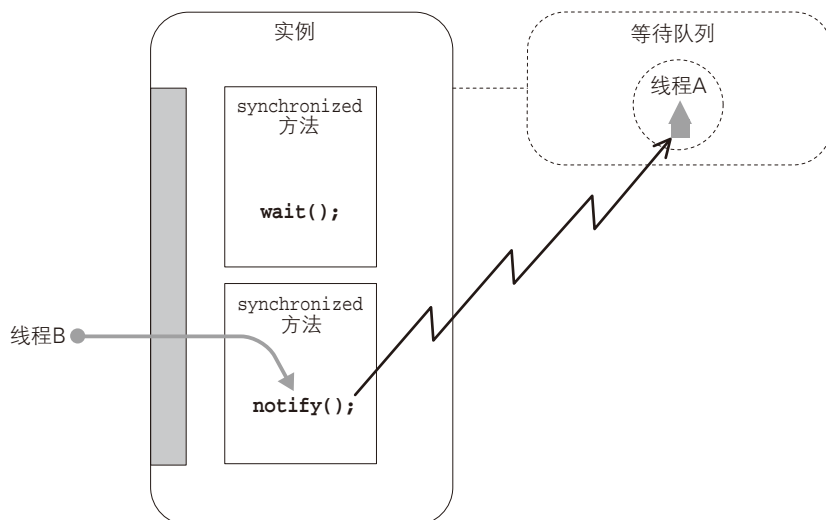 实例
等待队列
线程A
synchronized
方法
wait();
synchronized
方法
线程B
notify();